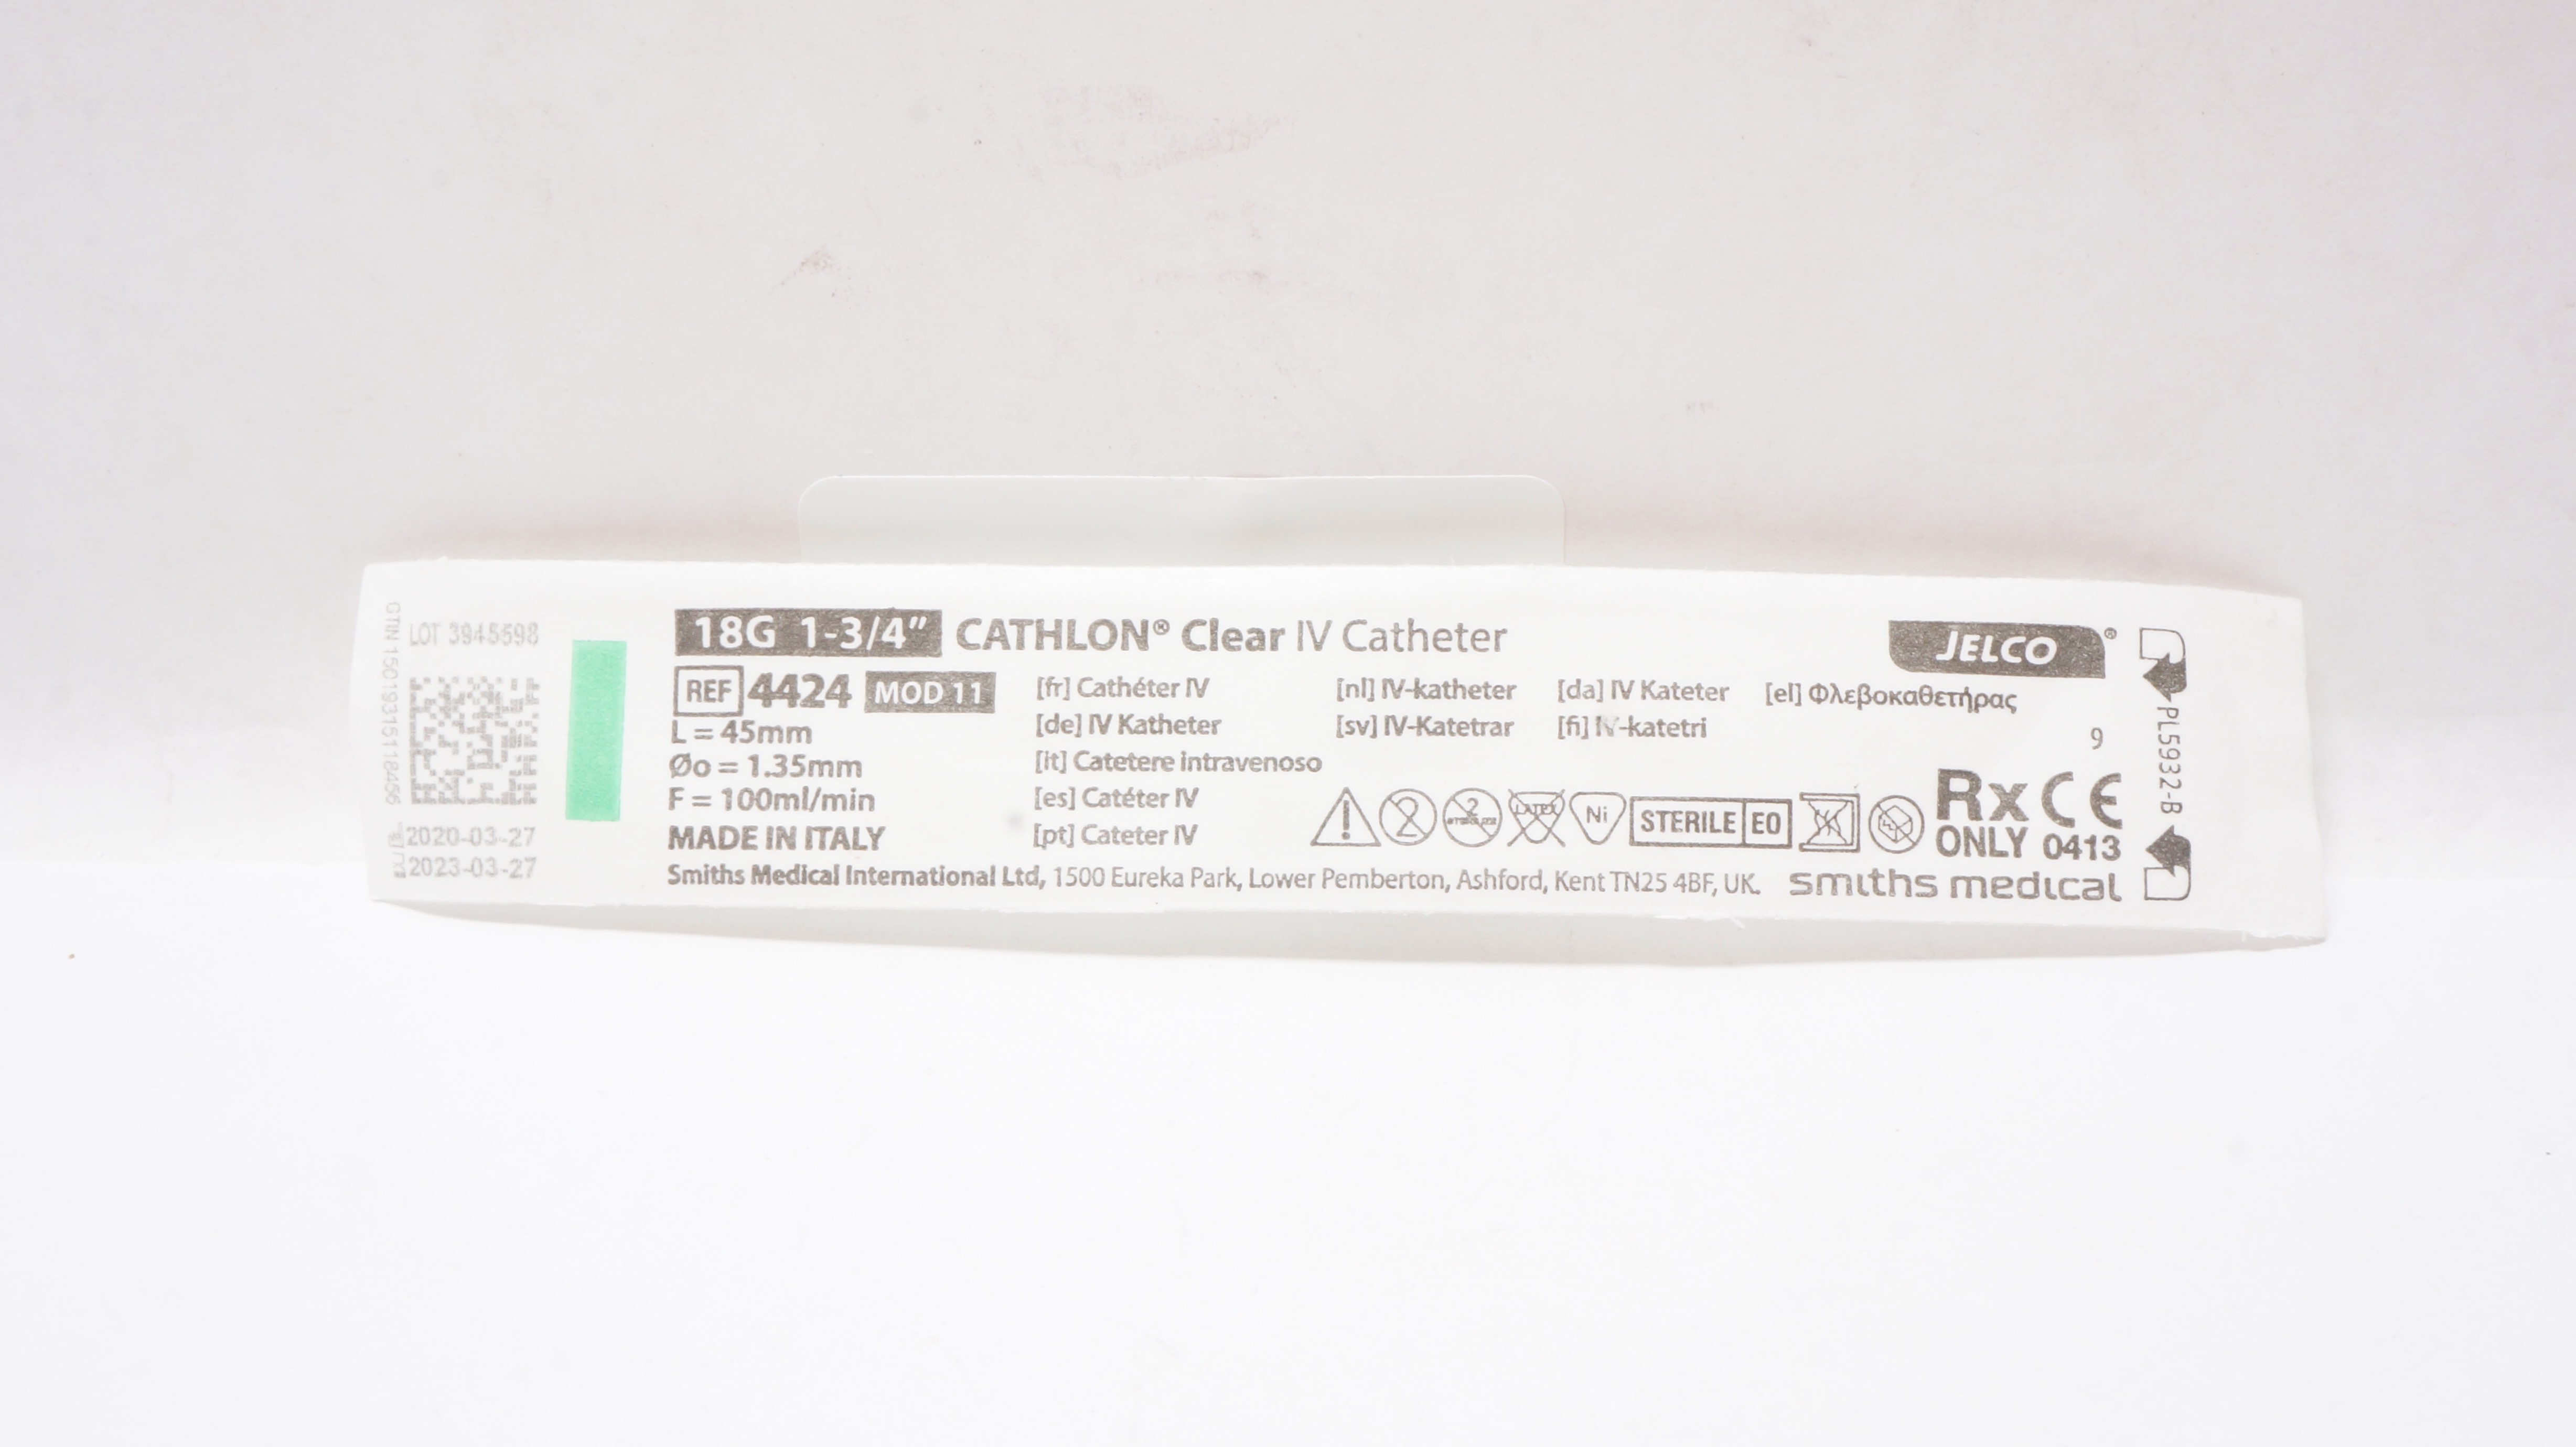 GTIN 15019315118456
LOT 3945598
2020-03-27
2023-03-27
18G 1-3/4" CATHLON® Clear IV Catheter
REF 4424 MOD 11
L = 45mm
Øo = 1.35mm
F = 100ml/min
MADE IN ITALY
[fr] Cathéter IV
[de] IV Katheter
[it] Catetere intravenoso
[es] Catéter IV
[pt] Cateter IV
[nl] IV-katheter
[sv] IV-Katetrar
[da] IV Kateter
[fi] IV-katetri
[el] Φλεβοκαθετήρας
JELCO®
9
2
2
LATEX
Ni
STERILE EO
Rx ONLY
CE 0413
Smiths Medical International Ltd, 1500 Eureka Park, Lower Pemberton, Ashford, Kent TN25 4BF, UK.
smiths medical
PL5932-B